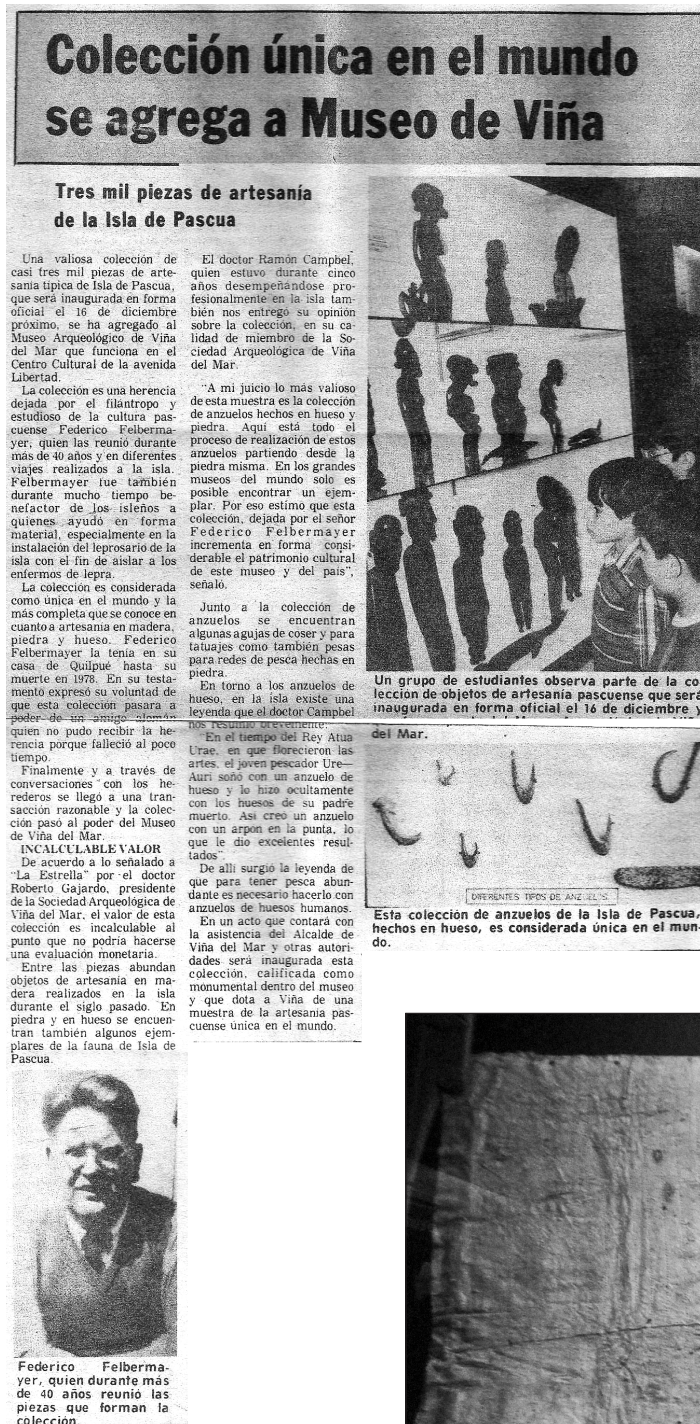 Colección única en el mundo
se agrega a Museo de Viña
Tres mil piezas de artesanía
de la Isla de Pascua
Una valiosa colección de
casi tres mil piezas de arte-
sanía típica de Isla de Pascua,
que será inaugurada en forma
oficial el 16 de diciembre
próximo, se ha agregado al
Museo Arqueológico de Viña
del Mar que funciona en el
Centro Cultural de la avenida
Libertad.
La colección es una herencia
dejada por el filántropo y
estudioso de la cultura pas-
cuense Federico Felberma-
yer, quien las reunió durante
más de 40 años y en diferentes
viajes realizados a la isla.
Felbermayer fue también
durante mucho tiempo be-
nefactor de los isleños a
quienes ayudó en forma
material, especialmente en la
instalación del leprosario de la
isla con el fin de aislar a los
enfermos de lepra.
La colección es considerada
como única en el mundo y la
más completa que se conoce en
cuanto a artesanía en madera,
piedra y hueso. Federico
Felbermayer la tenía en su
casa de Quilpué hasta su
muerte en 1978. En su testa-
mento expresó su voluntad de
que esta colección pasara a
poder de un amigo alemán
quien no pudo recibir la he-
rencia porque falleció al poco
tiempo.
Finalmente y a través de
conversaciones con los he-
rederos se llegó a una tran-
sacción razonable y la colec-
ción pasó al poder del Museo
de Viña del Mar.
INCALCULABLE VALOR
De acuerdo a lo señalado a
"La Estrella" por el doctor
Roberto Gajardo, presidente
de la Sociedad Arqueológica de
Viña del Mar, el valor de esta
colección es incalculable al
punto que no podría hacerse
una evaluación monetaria.
Entre las piezas abundan
objetos de artesanía en ma-
dera realizados en la isla
durante el siglo pasado. En
piedra y en hueso se encuen-
tran también algunos ejem-
plares de la fauna de Isla de
Pascua.
Federico Felberma-
yer, quien durante más
de 40 años reunió las
piezas que forman la
colección.
El doctor Ramón Campbel,
quien estuvo durante cinco
años desempeñándose pro-
fesionalmente en la isla tam-
bién nos entregó su opinión
sobre la colección, en su ca-
lidad de miembro de la So-
ciedad Arqueológica de Viña
del Mar.
"A mi juicio lo más valioso
de esta muestra es la colección
de anzuelos hechos en hueso y
piedra. Aquí está todo el
proceso de realización de estos
anzuelos partiendo desde la
piedra misma. En los grandes
museos del mundo solo es
posible encontrar un ejem-
plar. Por eso estimo que esta
colección, dejada por el señor
Federico Felbermayer
incrementa en forma consi-
derable el patrimonio cultural
de este museo y del país",
señaló.
Junto a la colección de
anzuelos se encuentran
algunas agujas de coser y para
tatuajes como también pesas
para redes de pesca hechas en
piedra.
En torno a los anzuelos de
hueso, en la isla existe una
leyenda que el doctor Campbel
nos resumió brevemente:
"En el tiempo del Rey Atua
Urae, en que florecieron las
artes, el joven pescador Ure—
Auri soñó con un anzuelo de
hueso y lo hizo ocultamente
con los huesos de su padre
muerto. Así creó un anzuelo
con un arpón en la punta, lo
que le dio excelentes resul-
tados".
De allí surgió la leyenda de
que para tener pesca abun-
dante es necesario hacerlo con
anzuelos de huesos humanos.
En un acto que contará con
la asistencia del Alcalde de
Viña del Mar y otras autori-
dades será inaugurada esta
colección, calificada como
monumental dentro del museo
y que dota a Viña de una
muestra de la artesanía pas-
cuense única en el mundo.
Un grupo de estudiantes observa parte de la co
lección de objetos de artesanía pascuense que será
inaugurada en forma oficial el 16 de diciembre y
del Mar.
DIFERENTES TIPOS DE ANZUELOS
Esta colección de anzuelos de la Isla de Pascua,
hechos en hueso, es considerada única en el mun-
do.